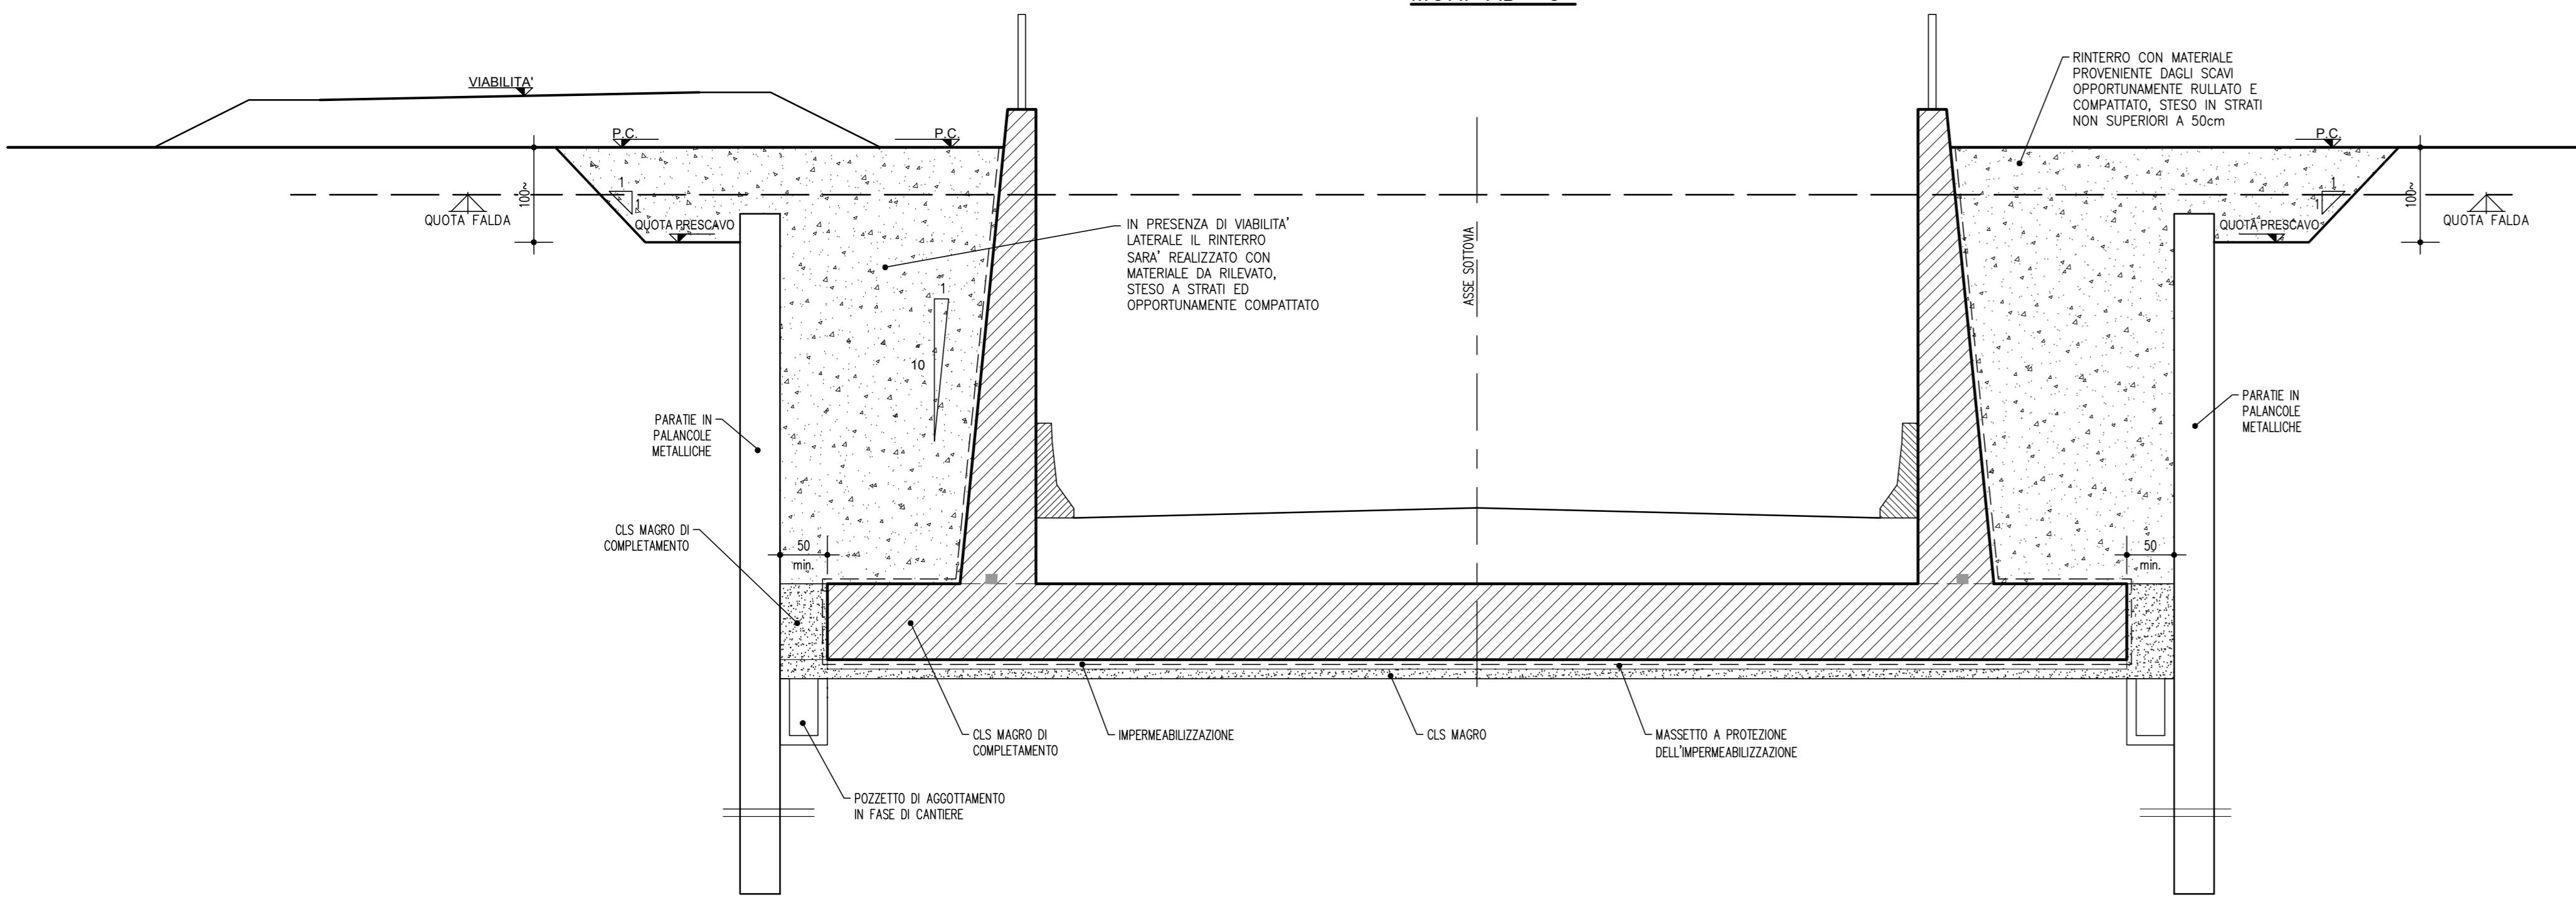 VIABILITA'
P.C.
P.C.
P.C.
RINTERRO CON MATERIALE
PROVENIENTE DAGLI SCAVI
OPPORTUNAMENTE RULLATO E
COMPATTATO, STESO IN STRATI
NON SUPERIORI A 50cm
100~
1
1
QUOTA FALDA
QUOTA PRESCAVO
IN PRESENZA DI VIABILITA'
LATERALE IL RINTERRO
SARA' REALIZZATO CON
MATERIALE DA RILEVATO,
STESO A STRATI ED
OPPORTUNAMENTE COMPATTATO
ASSE SOTTOVIA
1
1
100~
QUOTA PRESCAVO
QUOTA FALDA
1
10
PARATIE IN
PALANCOLE
METALLICHE
PARATIE IN
PALANCOLE
METALLICHE
CLS MAGRO DI
COMPLETAMENTO
50
min.
50
min.
CLS MAGRO DI
COMPLETAMENTO
IMPERMEABILIZZAZIONE
CLS MAGRO
MASSETTO A PROTEZIONE
DELL'IMPERMEABILIZZAZIONE
POZZETTO DI AGGOTTAMENTO
IN FASE DI CANTIERE